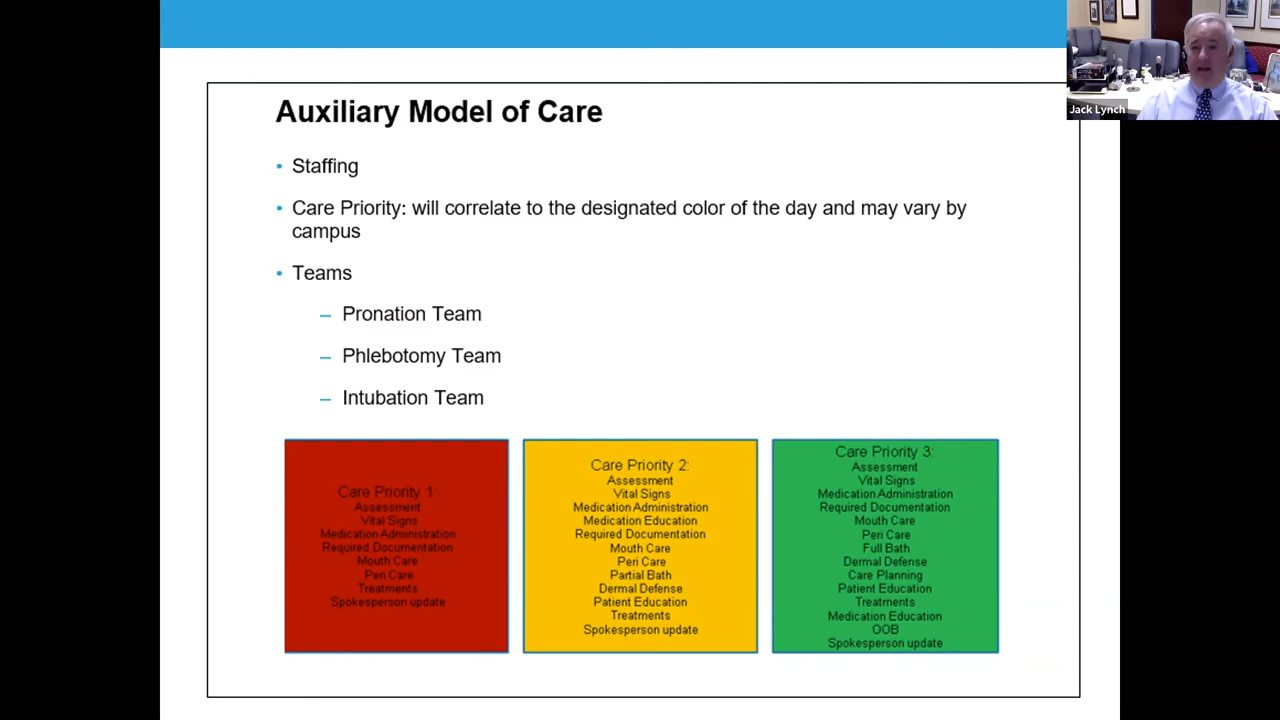 Jack Lynch
Auxiliary Model of Care
• Staffing
• Care Priority: will correlate to the designated color of the day and may vary by
campus
• Teams
– Pronation Team
– Phlebotomy Team
– Intubation Team
Care Priority 1:
Assessment
Vital Signs
Medication Administration
Required Documentation
Mouth Care
Peri Care
Treatments
Spokesperson update
Care Priority 2:
Assessment
Vital Signs
Medication Administration
Medication Education
Required Documentation
Mouth Care
Peri Care
Partial Bath
Dermal Defense
Patient Education
Treatments
Spokesperson update
Care Priority 3:
Assessment
Vital Signs
Medication Administration
Required Documentation
Mouth Care
Peri Care
Full Bath
Dermal Defense
Care Planning
Patient Education
Treatments
Medication Education
OOB
Spokesperson update